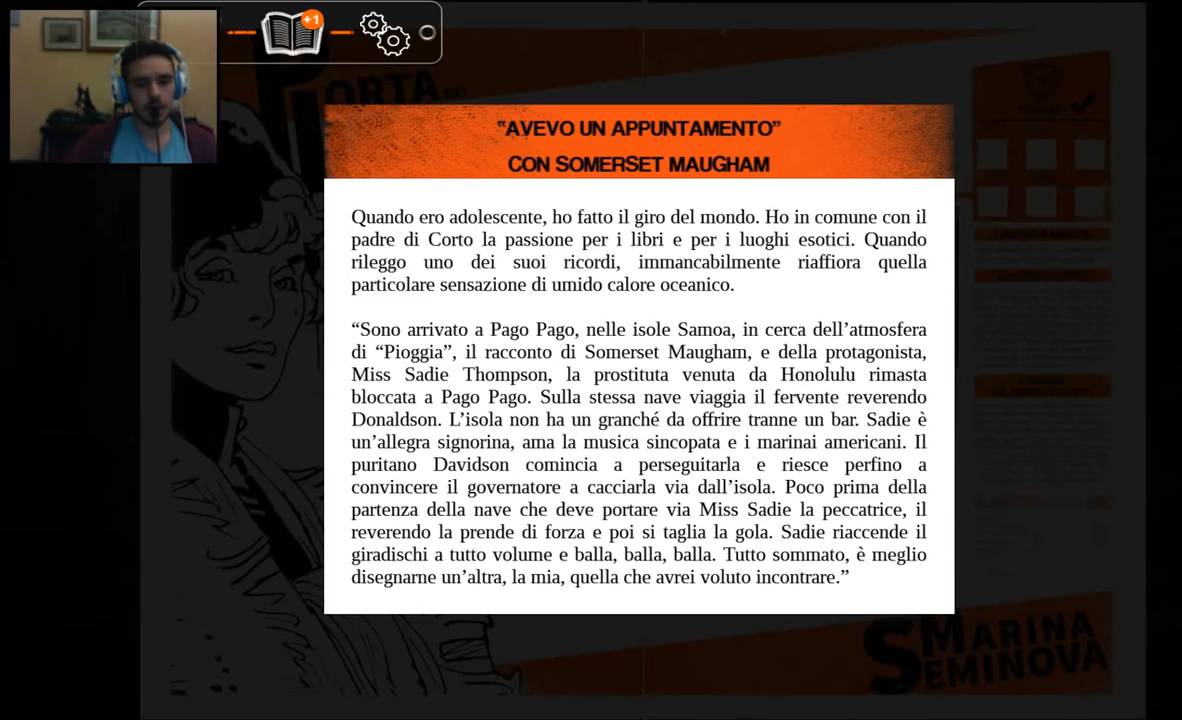 +1
ORTA
"AVEVO UN APPUNTAMENTO"
CON SOMERSET MAUGHAM
Quando ero adolescente, ho fatto il giro del mondo. Ho in comune con il
padre di Corto la passione per i libri e per i luoghi esotici. Quando
rileggo uno dei suoi ricordi, immancabilmente riaffiora quella
particolare sensazione di umido calore oceanico.
“Sono arrivato a Pago Pago, nelle isole Samoa, in cerca dell’atmosfera
di “Pioggia”, il racconto di Somerset Maugham, e della protagonista,
Miss Sadie Thompson, la prostituta venuta da Honolulu rimasta
bloccata a Pago Pago. Sulla stessa nave viaggia il fervente reverendo
Donaldson. L’isola non ha un granché da offrire tranne un bar. Sadie è
un’allegra signorina, ama la musica sincopata e i marinai americani. Il
puritano Davidson comincia a perseguitarla e riesce perfino a
convincere il governatore a cacciarla via dall’isola. Poco prima della
partenza della nave che deve portare via Miss Sadie la peccatrice, il
reverendo la prende di forza e poi si taglia la gola. Sadie riaccende il
giradischi a tutto volume e balla, balla, balla. Tutto sommato, è meglio
disegnarne un’altra, la mia, quella che avrei voluto incontrare.”
MARINA
SEMINOVA